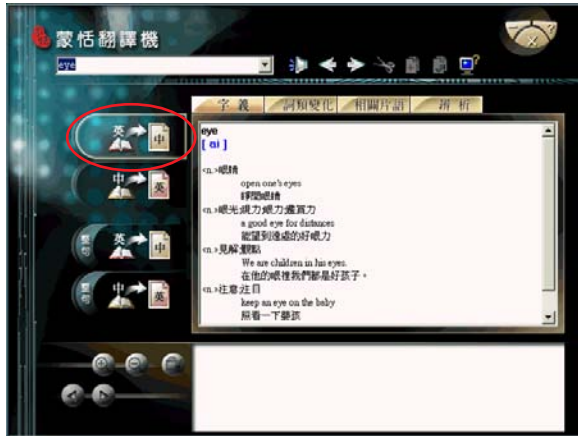 蒙恬翻譯機
eye
字義 詞類變化 相關片語 辨析
英 中
中 英
整句 英 中
整句 中 英
eye
[ ai ]
<n.>眼睛
open one's eyes
睜開眼睛
<n.>眼光;視力;眼力;鑑賞力
a good eye for distances
能望到遠處的好眼力
<n.>見解;觀點
We are children in his eyes.
在他的眼裡我們都是好孩子。
<n.>注意;注目
keep an eye on the baby
照看一下嬰孩